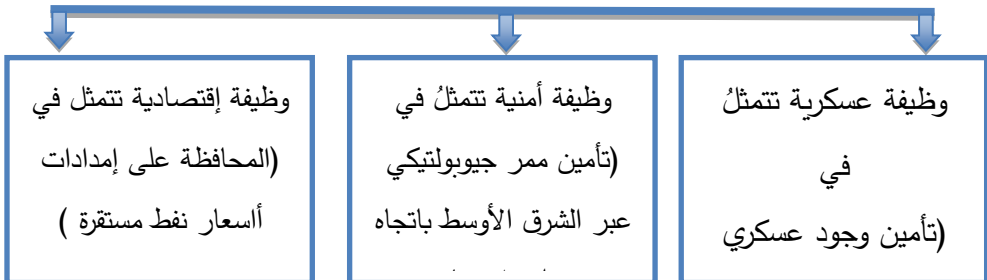 وظيفة عسكرية تتمثلُ
في
(تأمين وجود عسكري
وظيفة أمنية تتمثلُ في
(تأمين ممر جيوبولتيكي
عبر الشرق الأوسط باتجاه
وظيفة إقتصادية تتمثل في
(المحافظة على إمدادات
أاسعار نفط مستقرة )